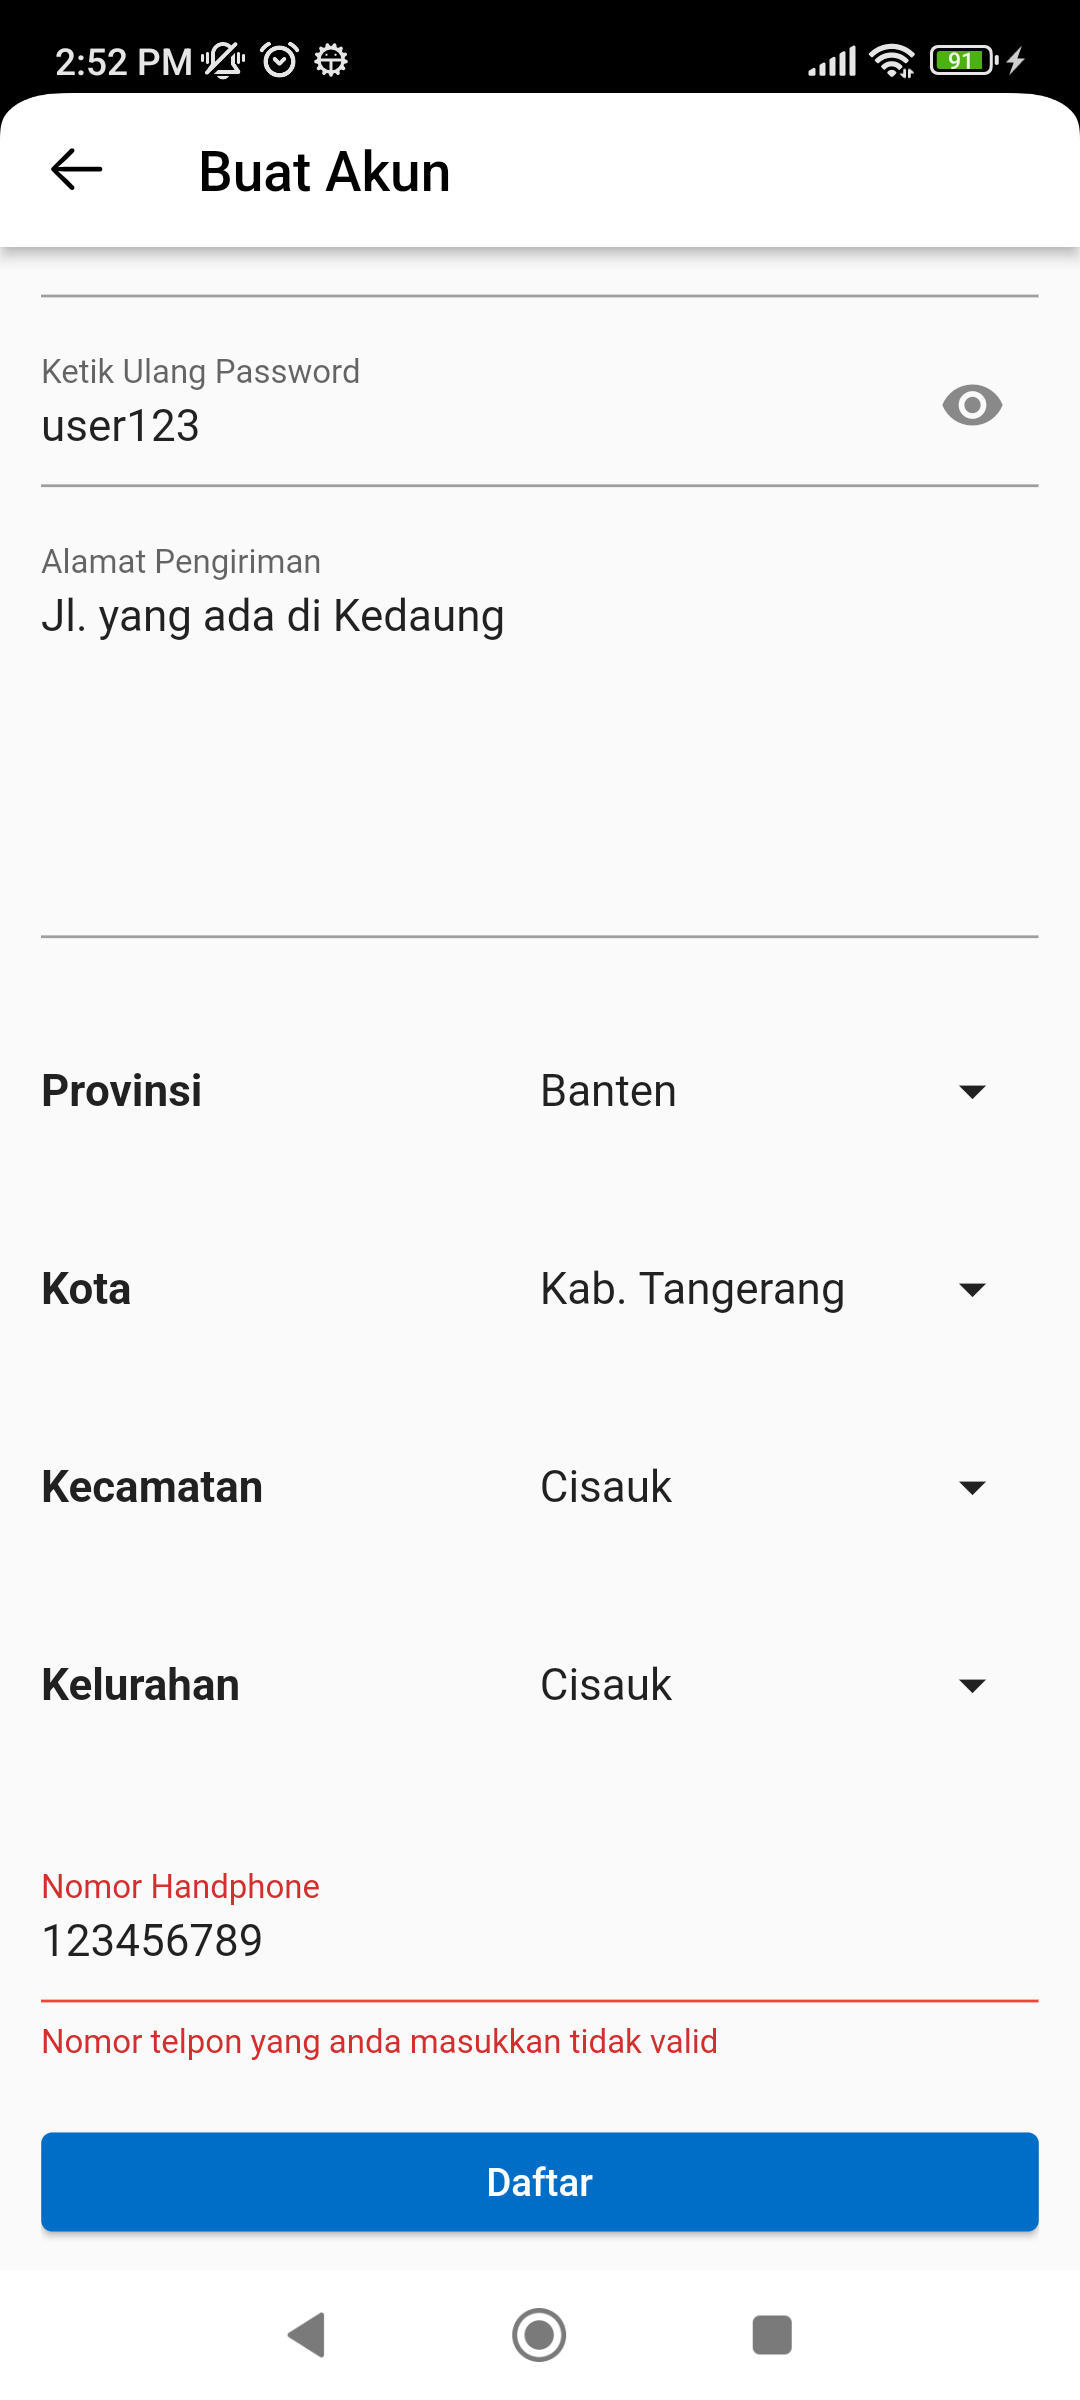 2:52 PM
91
Buat Akun
Ketik Ulang Password
user123
Alamat Pengiriman
Jl. yang ada di Kedaung
Provinsi Banten
Kota Kab. Tangerang
Kecamatan Cisauk
Kelurahan Cisauk
Nomor Handphone
123456789
Nomor telpon yang anda masukkan tidak valid
Daftar